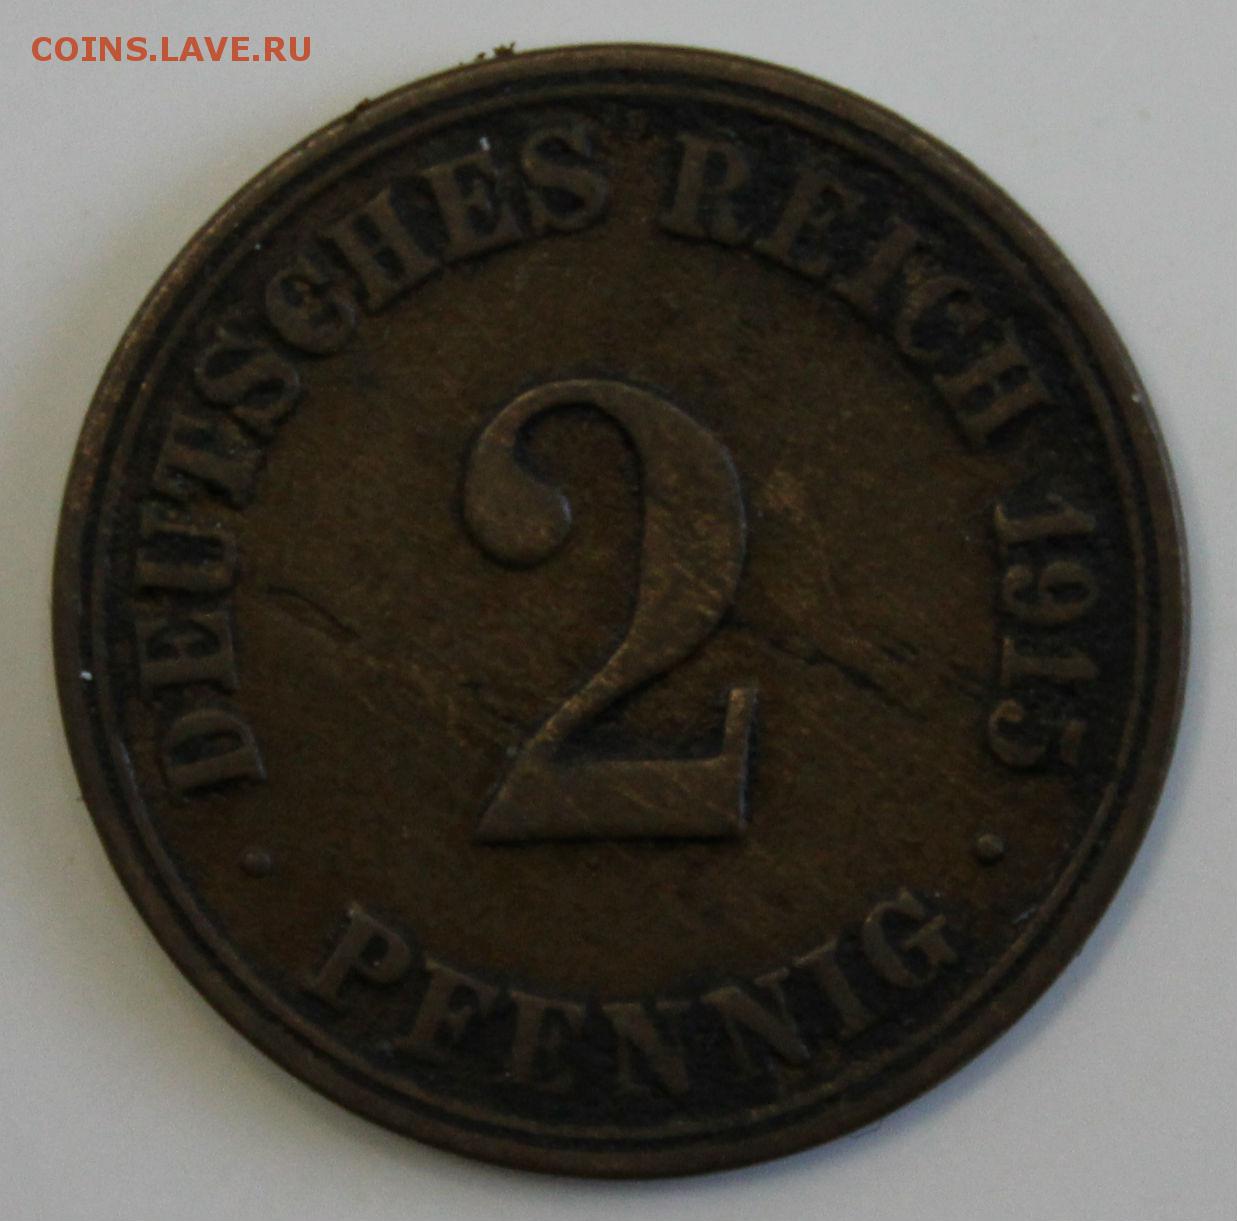 COINS.LAVE.RU
DEUTSCHES REICH 1915
2
· PFENNIG ·